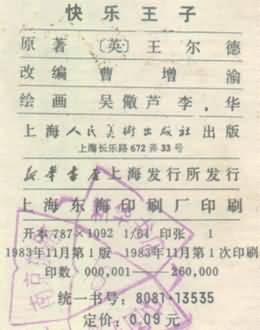 快乐王子
原著 〔英〕 王尔德
改编 曹增渝
绘画 吴儆芦 李华
上海人民美术出版社出版
上海长乐路672弄33号
新华书店上海发行所发行
上海东海印刷厂印刷
开本787×1092 1/64 印张 1
1983年11月第1版 1983年11月第1次印刷
印数 000,001——260,000
统一书号: 8081·13535
定价: 0.09 元